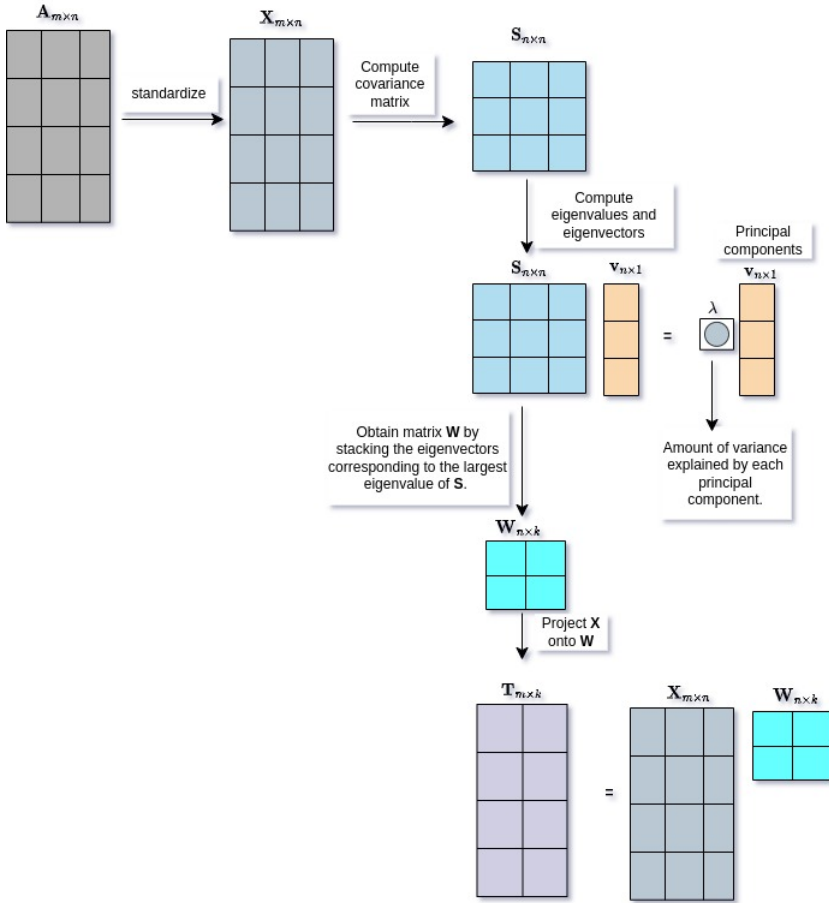 A_{m×n}
X_{m×n}
S_{n×n}
standardize
Compute
covariance
matrix
Compute
eigenvalues and
eigenvectors
Principal
components
S_{n×n}
v_{n×1}
=
λ
v_{n×1}
Obtain matrix W by
stacking the eigenvectors
corresponding to the largest
eigenvalue of S.
Amount of variance
explained by each
principal
component.
W_{n×k}
Project X
onto W
T_{m×k}
=
X_{m×n}
W_{n×k}